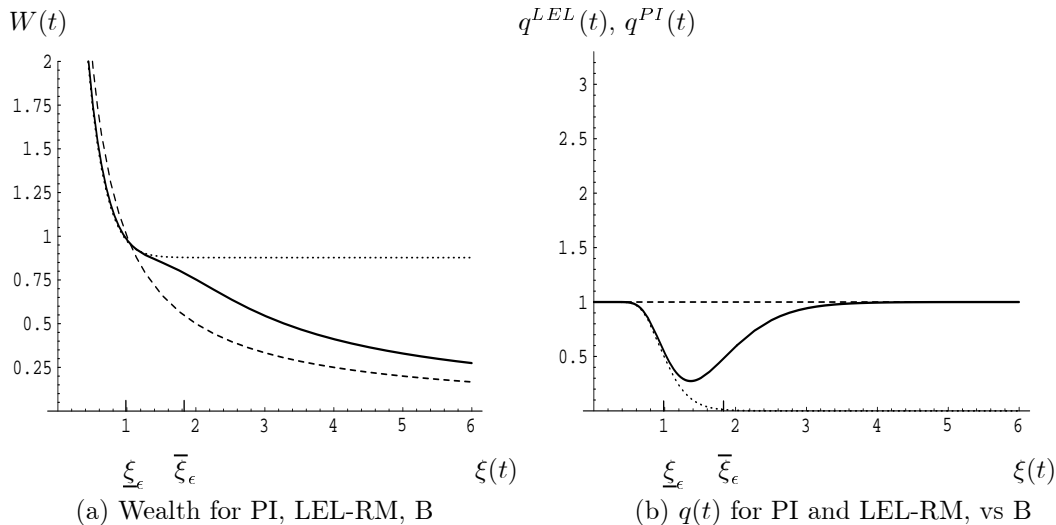 W(t)
2
1.75
1.5
1.25
1
0.75
0.5
0.25
1 2 3 4 5 6
ξ̲_ϵ ξ̅_ϵ ξ(t)
(a) Wealth for PI, LEL-RM, B
q^{LEL}(t), q^{PI}(t)
3
2.5
2
1.5
1
0.5
1 2 3 4 5 6
ξ̲_ϵ ξ̅_ϵ ξ(t)
(b) q(t) for PI and LEL-RM, vs B